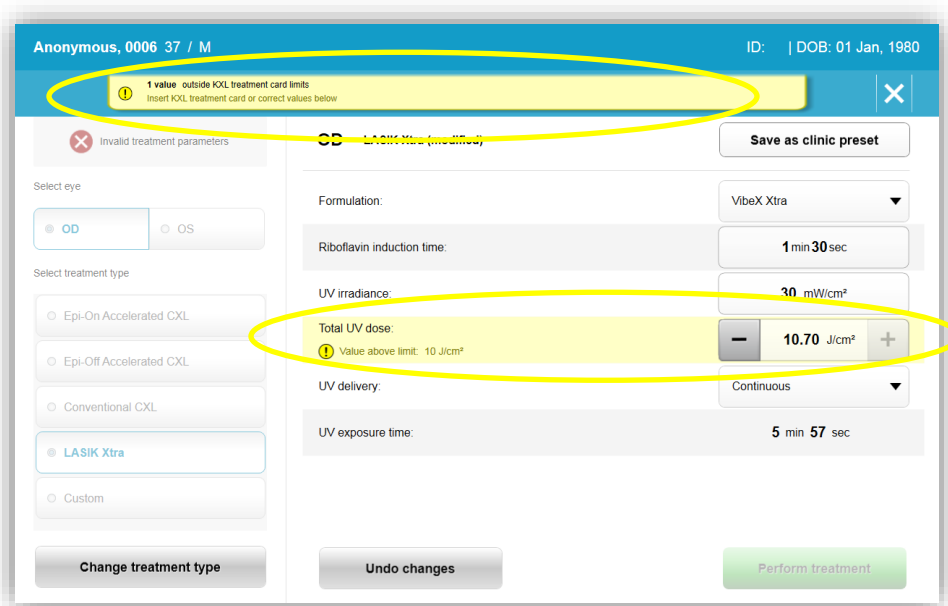 Anonymous, 0006 37 / M
ID: | DOB: 01 Jan, 1980
1 value outside KXL treatment card limits
Insert KXL treatment card or correct values below
Invalid treatment parameters
OD LASIK Xtra (modified)
Save as clinic preset
Select eye
OD
OS
Select treatment type
Epi-On Accelerated CXL
Epi-Off Accelerated CXL
Conventional CXL
LASIK Xtra
Custom
Change treatment type
Formulation: VibeX Xtra
Riboflavin induction time: 1 min 30 sec
UV irradiance: 30 mW/cm²
Total UV dose: 10.70 J/cm²
Value above limit: 10 J/cm²
UV delivery: Continuous
UV exposure time: 5 min 57 sec
Undo changes
Perform treatment